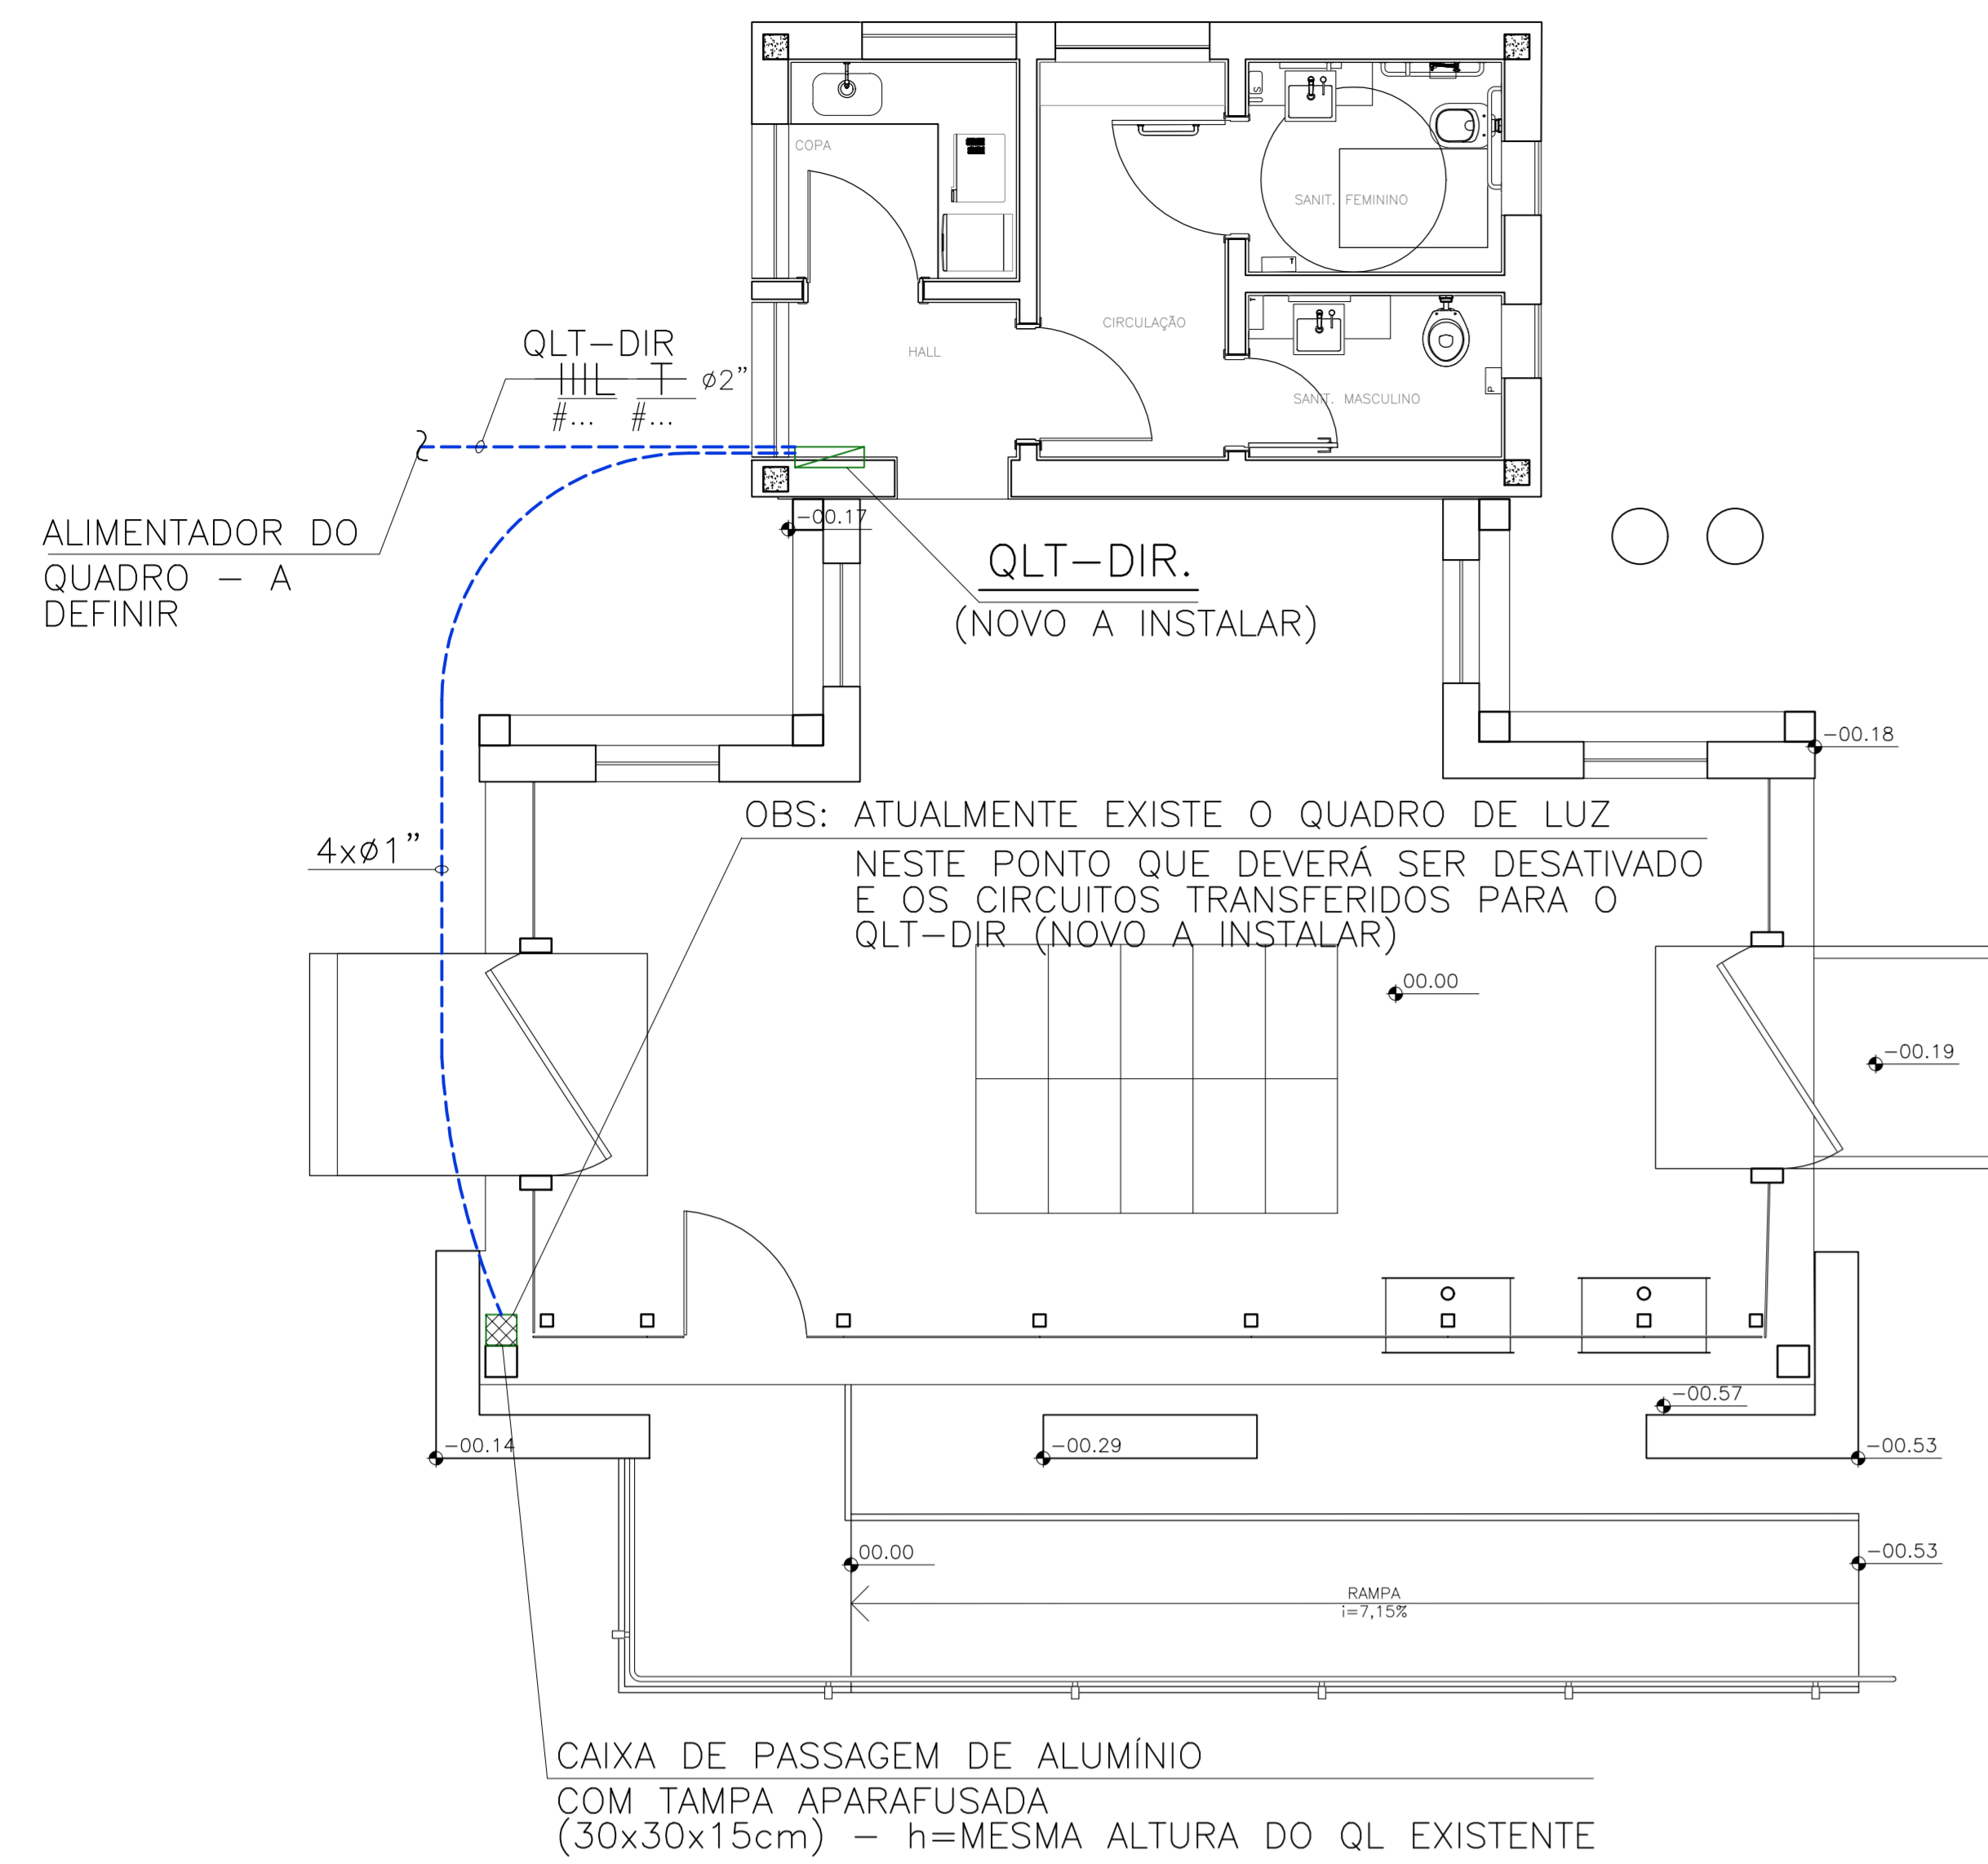 COPA
S
SANIT. FEMININO
T
T
CIRCULAÇÃO
HALL
SANIT. MASCULINO
P
QLT-DIR
T ø2"
#... #...
ALIMENTADOR DO
QUADRO - A
DEFINIR
-00.17
QLT-DIR.
(NOVO A INSTALAR)
-00.18
OBS: ATUALMENTE EXISTE O QUADRO DE LUZ
NESTE PONTO QUE DEVERÁ SER DESATIVADO
E OS CIRCUITOS TRANSFERIDOS PARA O
QLT-DIR (NOVO A INSTALAR)
4xø1"
00.00
-00.19
-00.57
-00.14
-00.29
-00.53
00.00
-00.53
RAMPA
i=7,15%
CAIXA DE PASSAGEM DE ALUMÍNIO
COM TAMPA APARAFUSADA
(30x30x15cm) - h=MESMA ALTURA DO QL EXISTENTE